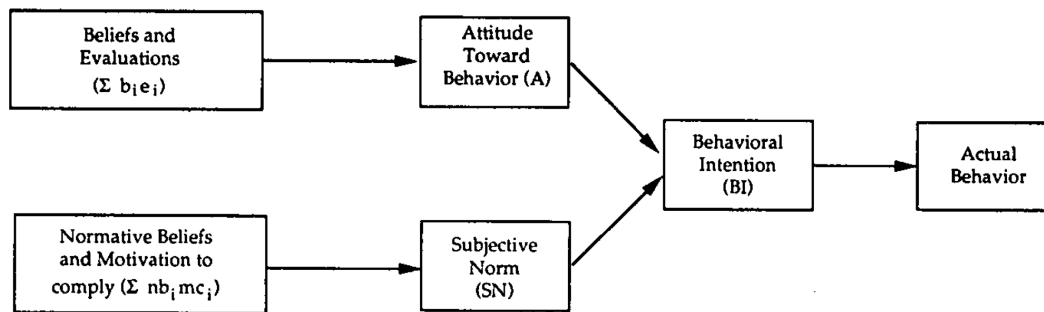 Beliefs and
Evaluations
(Σ bᵢeᵢ)
Attitude
Toward
Behavior (A)
Behavioral
Intention
(BI)
Actual
Behavior
Normative Beliefs
and Motivation to
comply (Σ nbᵢmcᵢ)
Subjective
Norm
(SN)